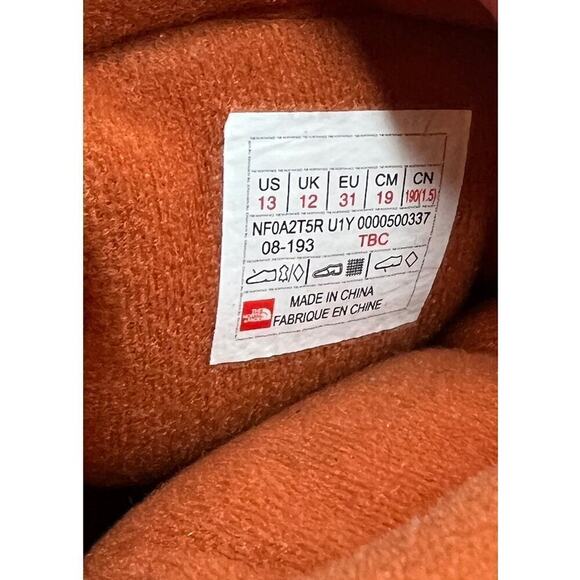 US UK EU CM CN
13 12 31 19 190(1.5)
NF0A2T5R U1Y 0000500337
08-193 TBC
MADE IN CHINA
FABRIQUE EN CHINE
THE
NORTH
FACE